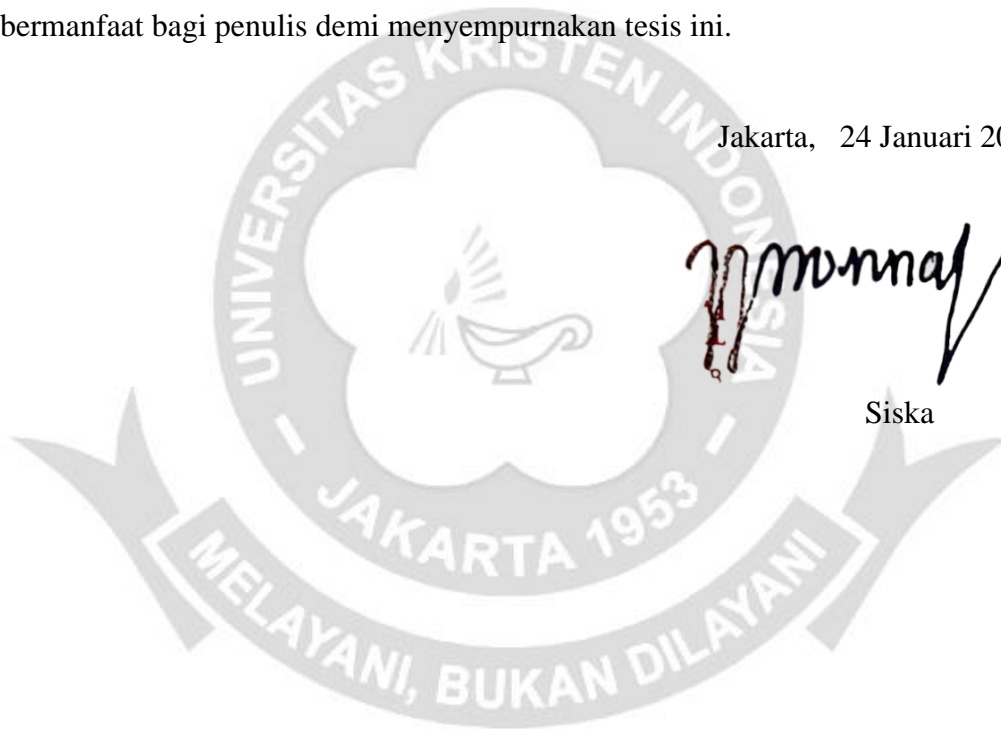 bermanfaat bagi penulis demi menyempurnakan tesis ini.
Jakarta, 24 Januari 20
Siska
UNIVERSITAS KRISTEN INDONESIA
- JAKARTA 1953 -
MELAYANI, BUKAN DILAYANI